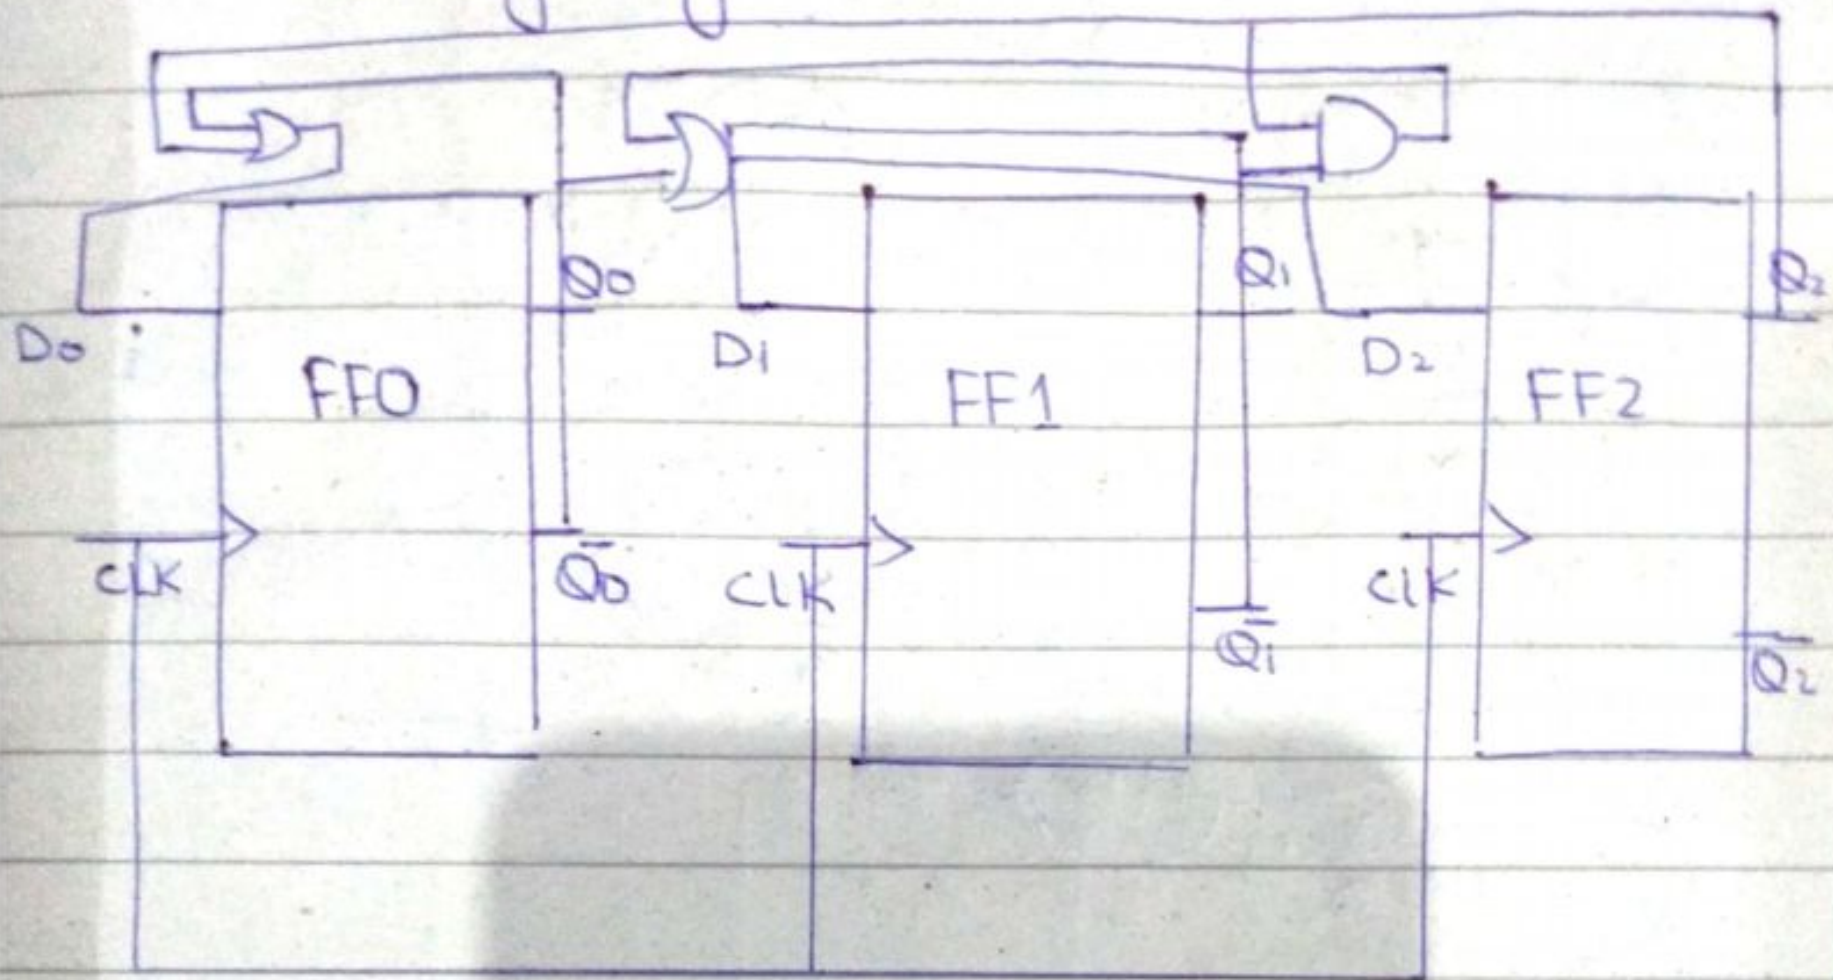 Q0 Q1 Q2
D0 D1 D2
FF0 FF1 FF2
CLK Q̅0 CLK CLK
Q̅1 Q̅2